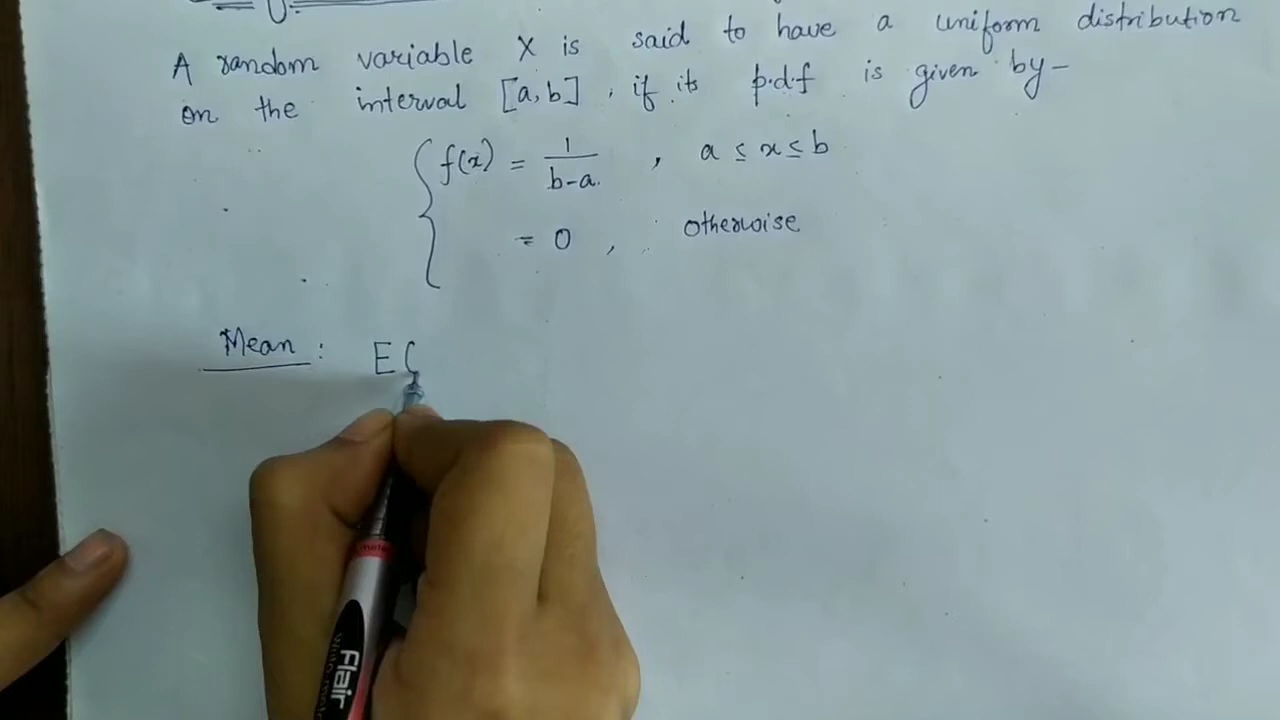 A random variable X is said to have a uniform distribution
on the interval [a,b], if its p.d.f is given by-
f(x) = 1/(b-a) , a ≤ x ≤ b
= 0 , otherwise
Mean : E(
Flair